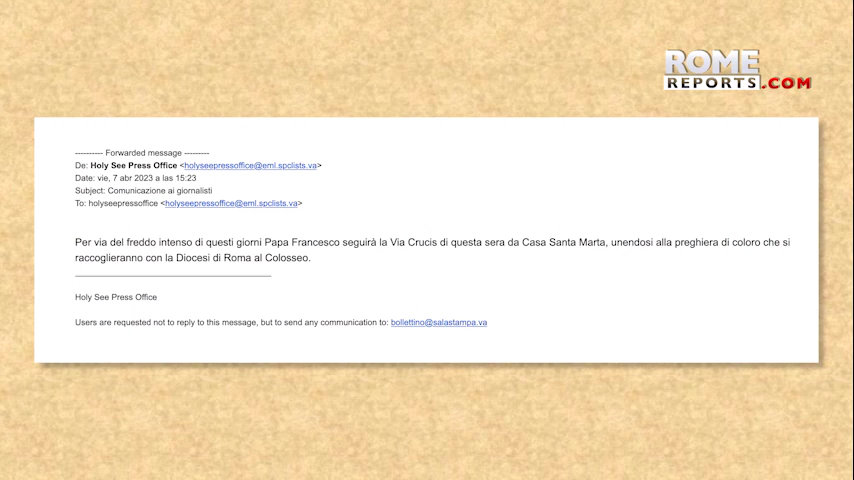 ROME
REPORTS.COM
---------- Forwarded message ---------
De: Holy See Press Office <holyseepressoffice@eml.spclists.va>
Date: vie, 7 abr 2023 a las 15:23
Subject: Comunicazione ai giornalisti
To: holyseepressoffice <holyseepressoffice@eml.spclists.va>
Per via del freddo intenso di questi giorni Papa Francesco seguirà la Via Crucis di questa sera da Casa Santa Marta, unendosi alla preghiera di coloro che si
raccoglieranno con la Diocesi di Roma al Colosseo.
Holy See Press Office
Users are requested not to reply to this message, but to send any communication to: bollettino@salastampa.va